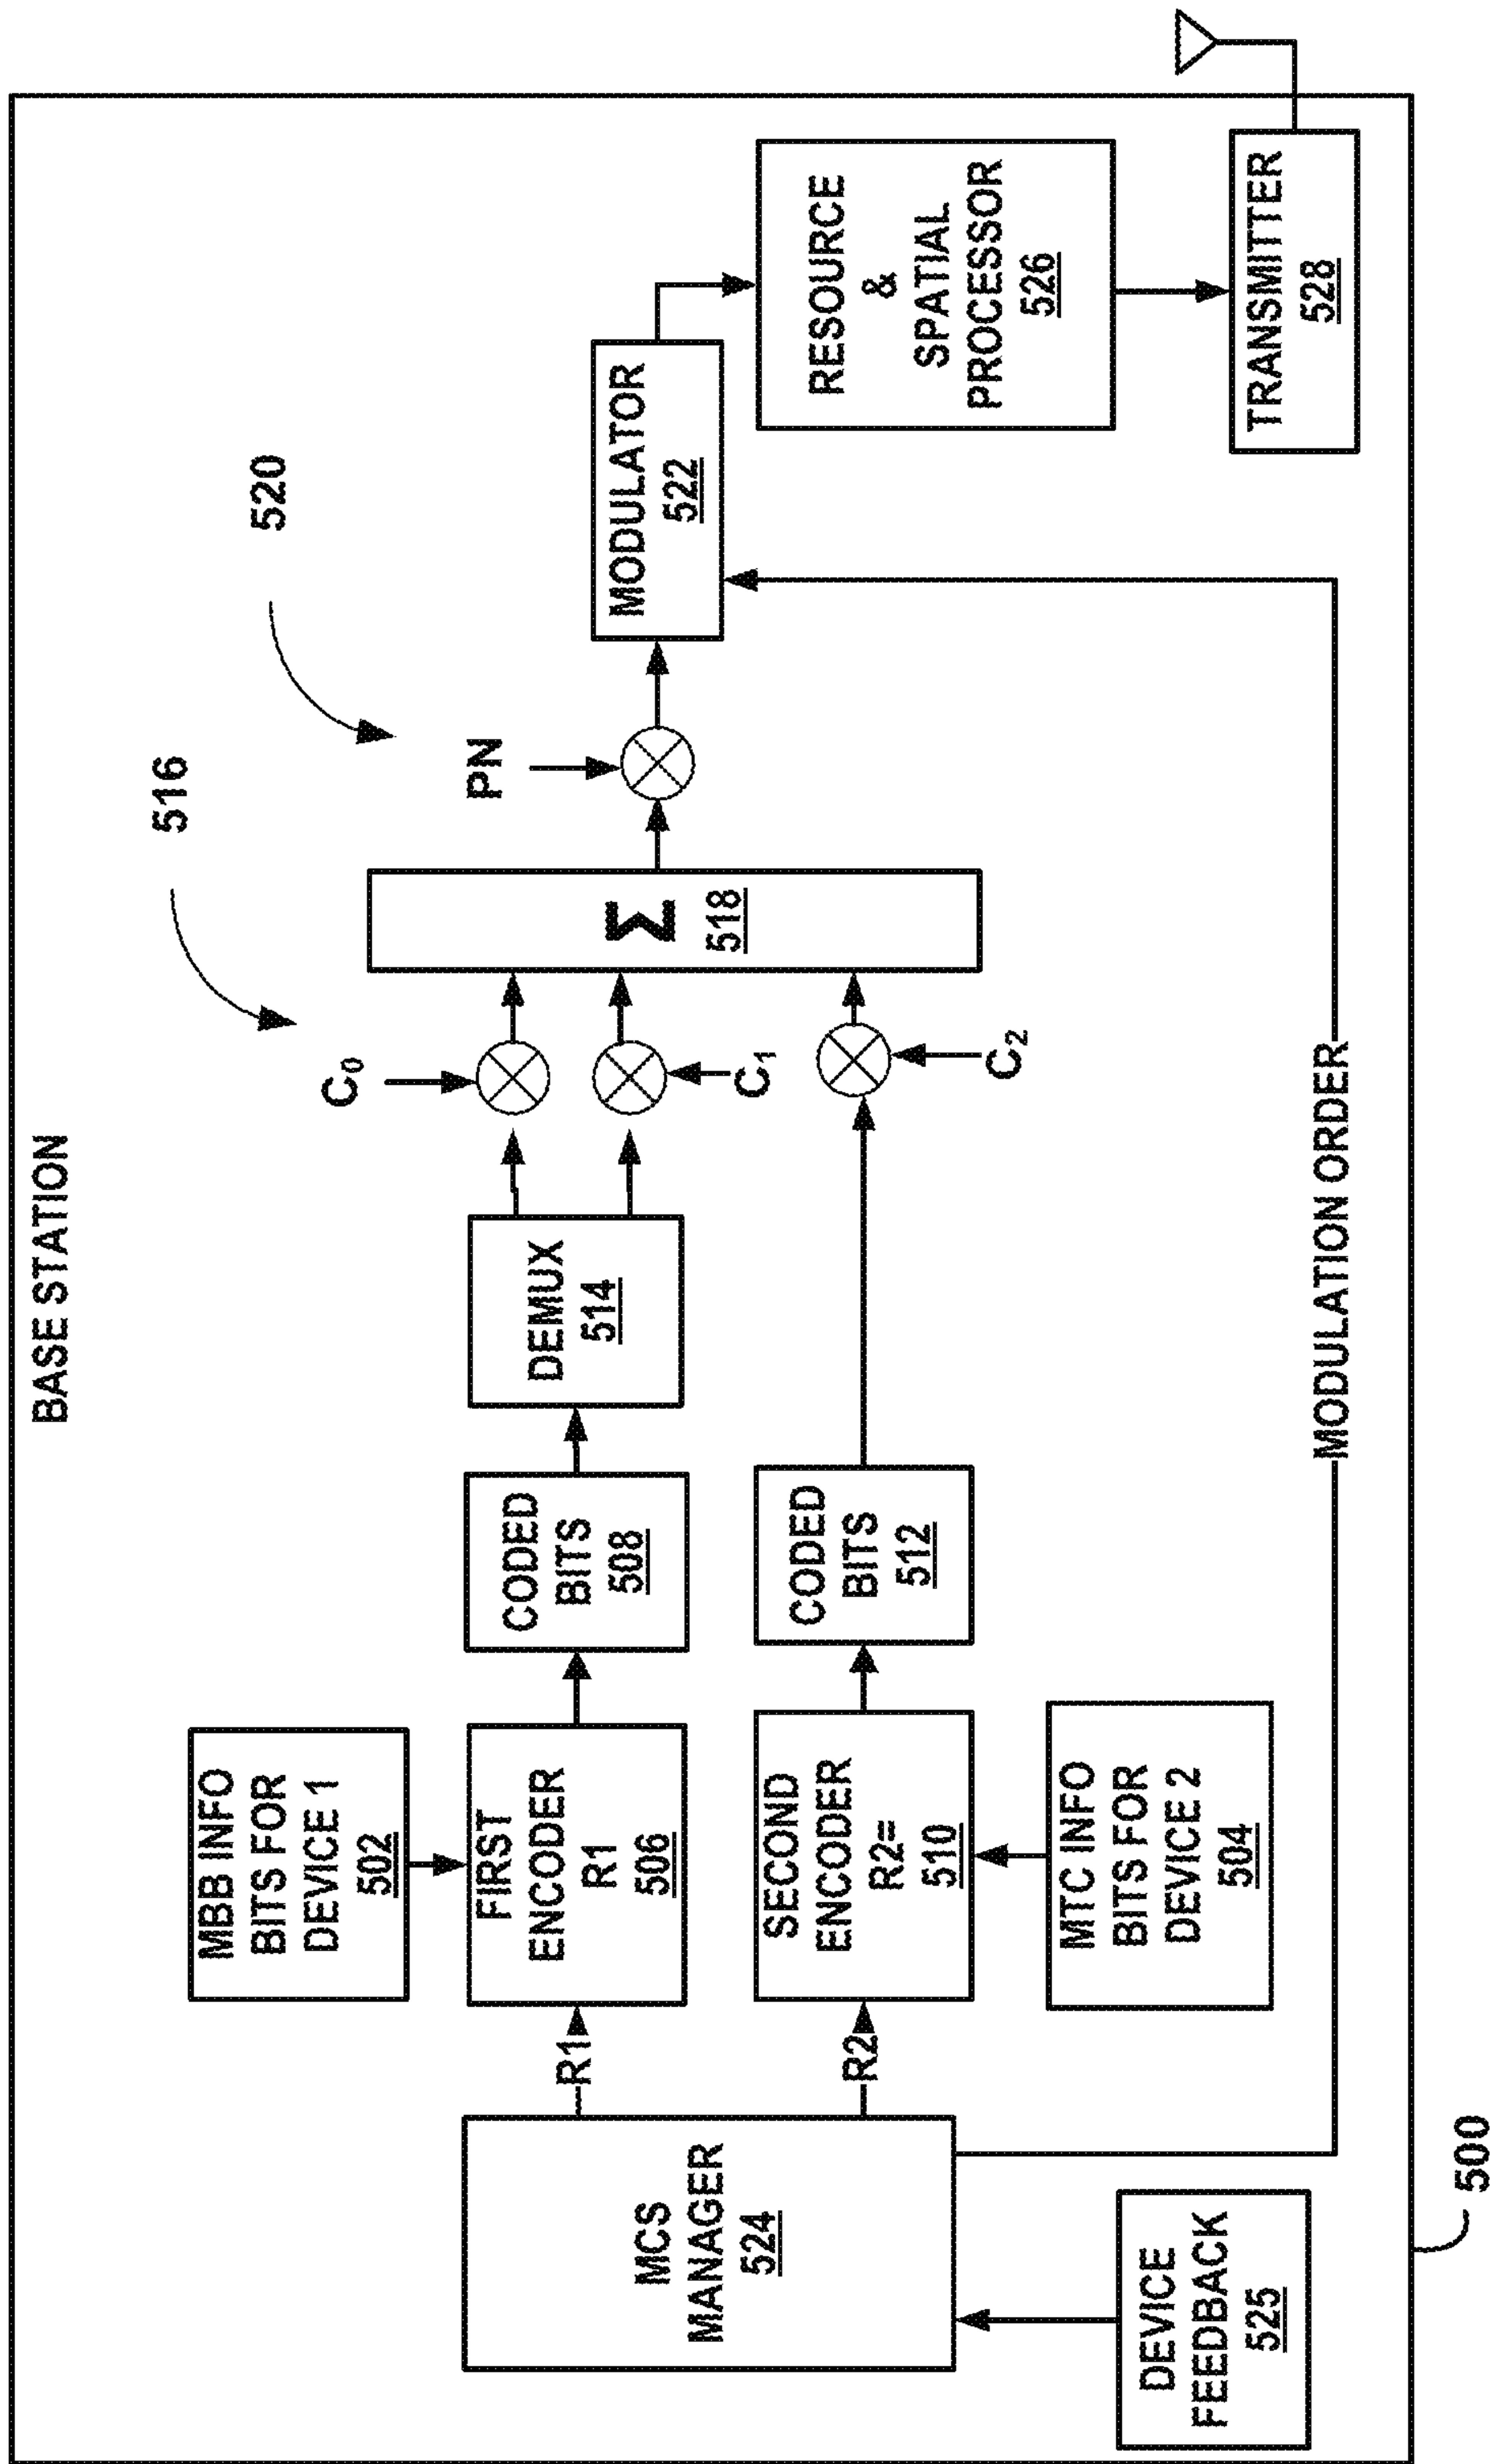 BASE STATION
520
516
MBB INFO
BITS FOR
DEVICE 1
502
C0
PN
R1
FIRST
ENCODER
R1
506
CODED
BITS
508
DEMUX
514
C1
Σ
518
MODULATOR
522
MCS
MANAGER
524
R2
SECOND
ENCODER
R2=
510
CODED
BITS
512
C2
RESOURCE
&
SPATIAL
PROCESSOR
526
MTC INFO
BITS FOR
DEVICE 2
504
DEVICE
FEEDBACK
525
MODULATION ORDER
TRANSMITTER
528
500